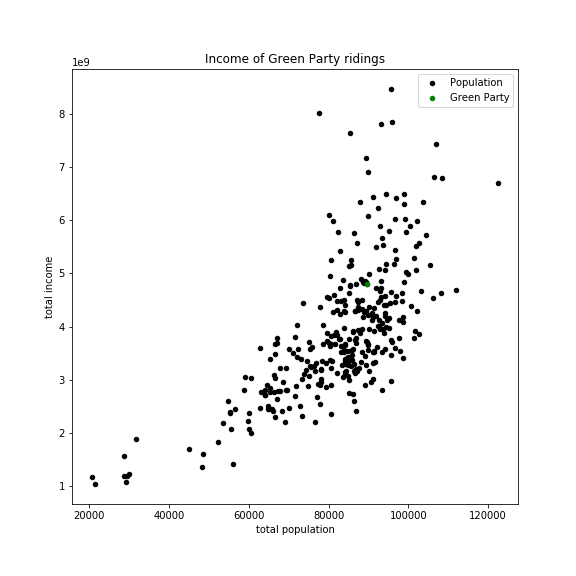 Income of Green Party ridings
1e9
Population
Green Party
8
7
6
5
4
3
2
1
total income
20000 40000 60000 80000 100000 120000
total population